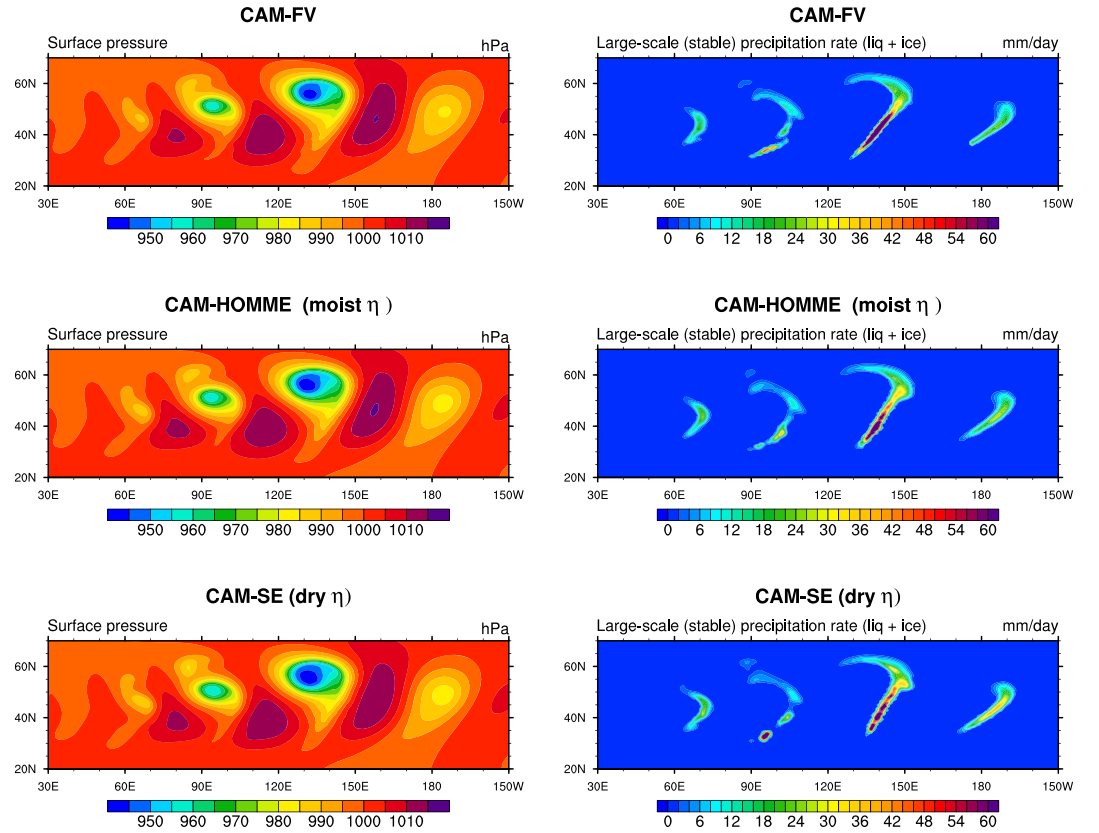 CAM-FV
Surface pressure hPa
60N
40N
20N
30E 60E 90E 120E 150E 180 150W
950 960 970 980 990 1000 1010
CAM-FV
Large-scale (stable) precipitation rate (liq + ice) mm/day
60N
40N
20N
30E 60E 90E 120E 150E 180 150W
0 6 12 18 24 30 36 42 48 54 60
CAM-HOMME (moist η )
Surface pressure hPa
60N
40N
20N
30E 60E 90E 120E 150E 180 150W
950 960 970 980 990 1000 1010
CAM-HOMME (moist η )
Large-scale (stable) precipitation rate (liq + ice) mm/day
60N
40N
20N
30E 60E 90E 120E 150E 180 150W
0 6 12 18 24 30 36 42 48 54 60
CAM-SE (dry η)
Surface pressure hPa
60N
40N
20N
30E 60E 90E 120E 150E 180 150W
950 960 970 980 990 1000 1010
CAM-SE (dry η)
Large-scale (stable) precipitation rate (liq + ice) mm/day
60N
40N
20N
30E 60E 90E 120E 150E 180 150W
0 6 12 18 24 30 36 42 48 54 60